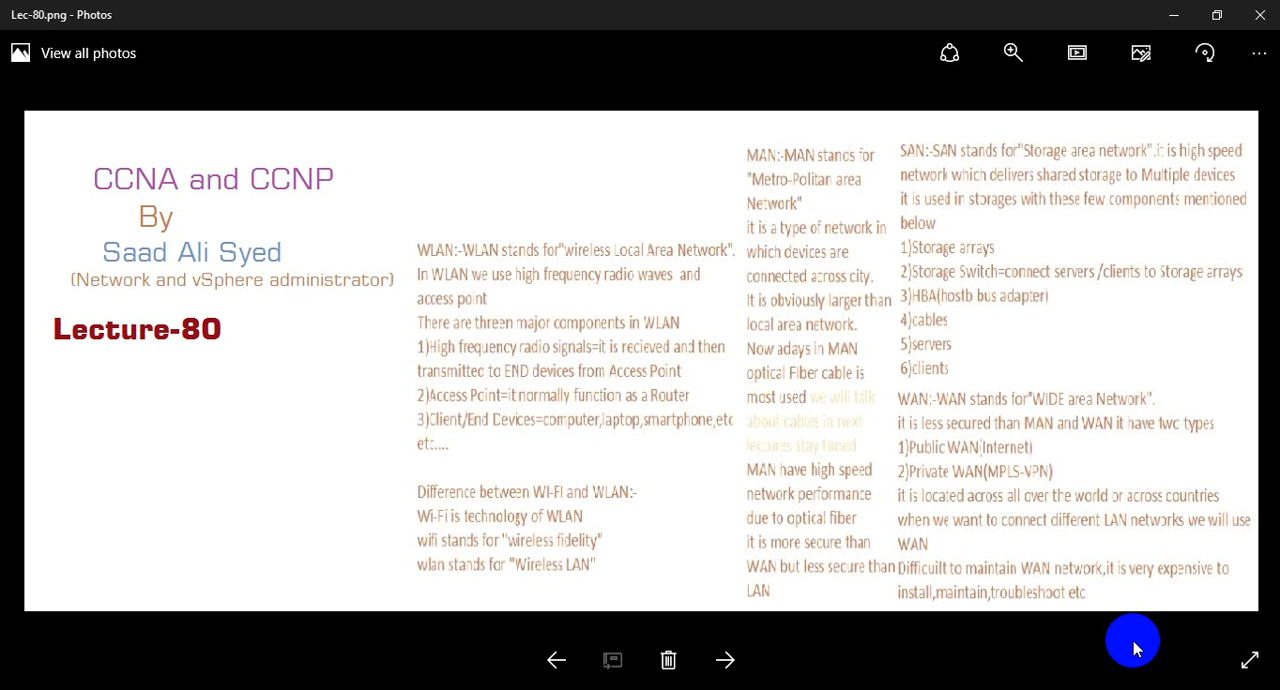 Lec-80.png - Photos
View all photos
CCNA and CCNP
By
Saad Ali Syed
(Network and vSphere administrator)
Lecture-80
WLAN:-WLAN stands for"wireless Local Area Network".
In WLAN we use high frequency radio waves and
access point
There are threen major components in WLAN
1)High frequency radio signals=it is recieved and then
transmitted to END devices from Access Point
2)Access Point=it normally function as a Router
3)Client/End Devices=computer,laptop,smartphone,etc
etc....
Difference between WI-FI and WLAN:-
Wi-Fi is technology of WLAN
wifi stands for "wireless fidelity"
wlan stands for "Wireless LAN"
MAN:-MAN stands for
"Metro-Politan area
Network"
it is a type of network in
which devices are
connected across city.
It is obviously larger than
local area network.
Now adays in MAN
optical Fiber cable is
most used we will talk
about cables in next
lectures stay tuned
MAN have high speed
network performance
due to optical fiber
it is more secure than
WAN but less secure than
LAN
SAN:-SAN stands for"Storage area network".it is high speed
network which delivers shared storage to Multiple devices
it is used in storages with these few components mentioned
below
1)Storage arrays
2)Storage Switch=connect servers/clients to Storage arrays
3)HBA(hostb bus adapter)
4)cables
5)servers
6)clients
WAN:-WAN stands for"WIDE area Network".
it is less secured than MAN and WAN it have two types
1)Public WAN(Internet)
2)Private WAN(MPLS-VPN)
it is located across all over the world or across countries
when we want to connect different LAN networks we will use
WAN
Difficuilt to maintain WAN network,it is very expensive to
install,maintain,troubleshoot etc